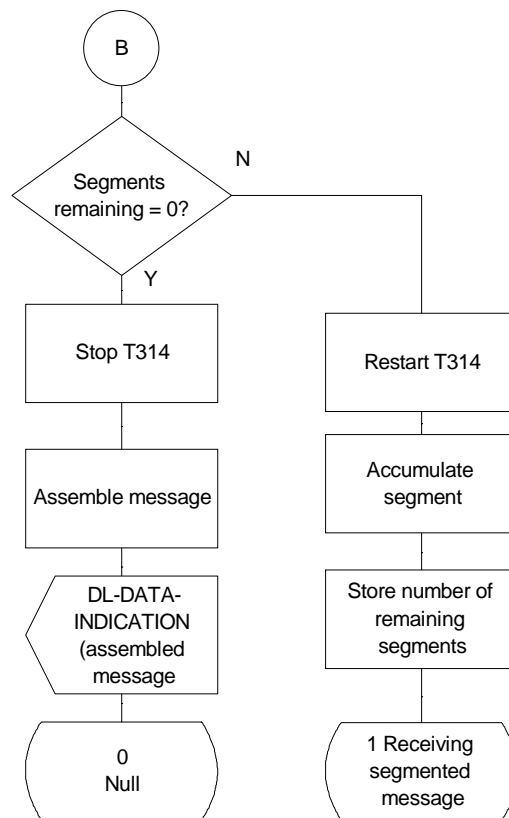 B
N
Segments
remaining = 0?
Y
Stop T314
Restart T314
Assemble message
Accumulate
segment
DL-DATA-
INDICATION
(assembled
message
Store number of
remaining
segments
0
Null
1 Receiving
segmented
message